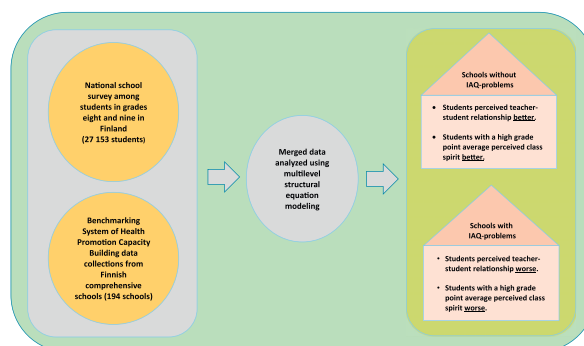 National school
survey among
students in grades
eight and nine in
Finland
(27 153 students)
Benchmarking
System of Health
Promotion Capacity
Building data
collections from
Finnish
comprehensive
schools (194 schools)
Merged data
analyzed using
multilevel
structural
equation
modeling
Schools without
IAQ-problems
• Students perceived teacher-
student relationship better.
• Students with a high grade
point average perceived class
spirit better.
Schools with
IAQ-problems
• Students perceived teacher-
student relationship worse.
• Students with a high grade
point average perceived class
spirit worse.